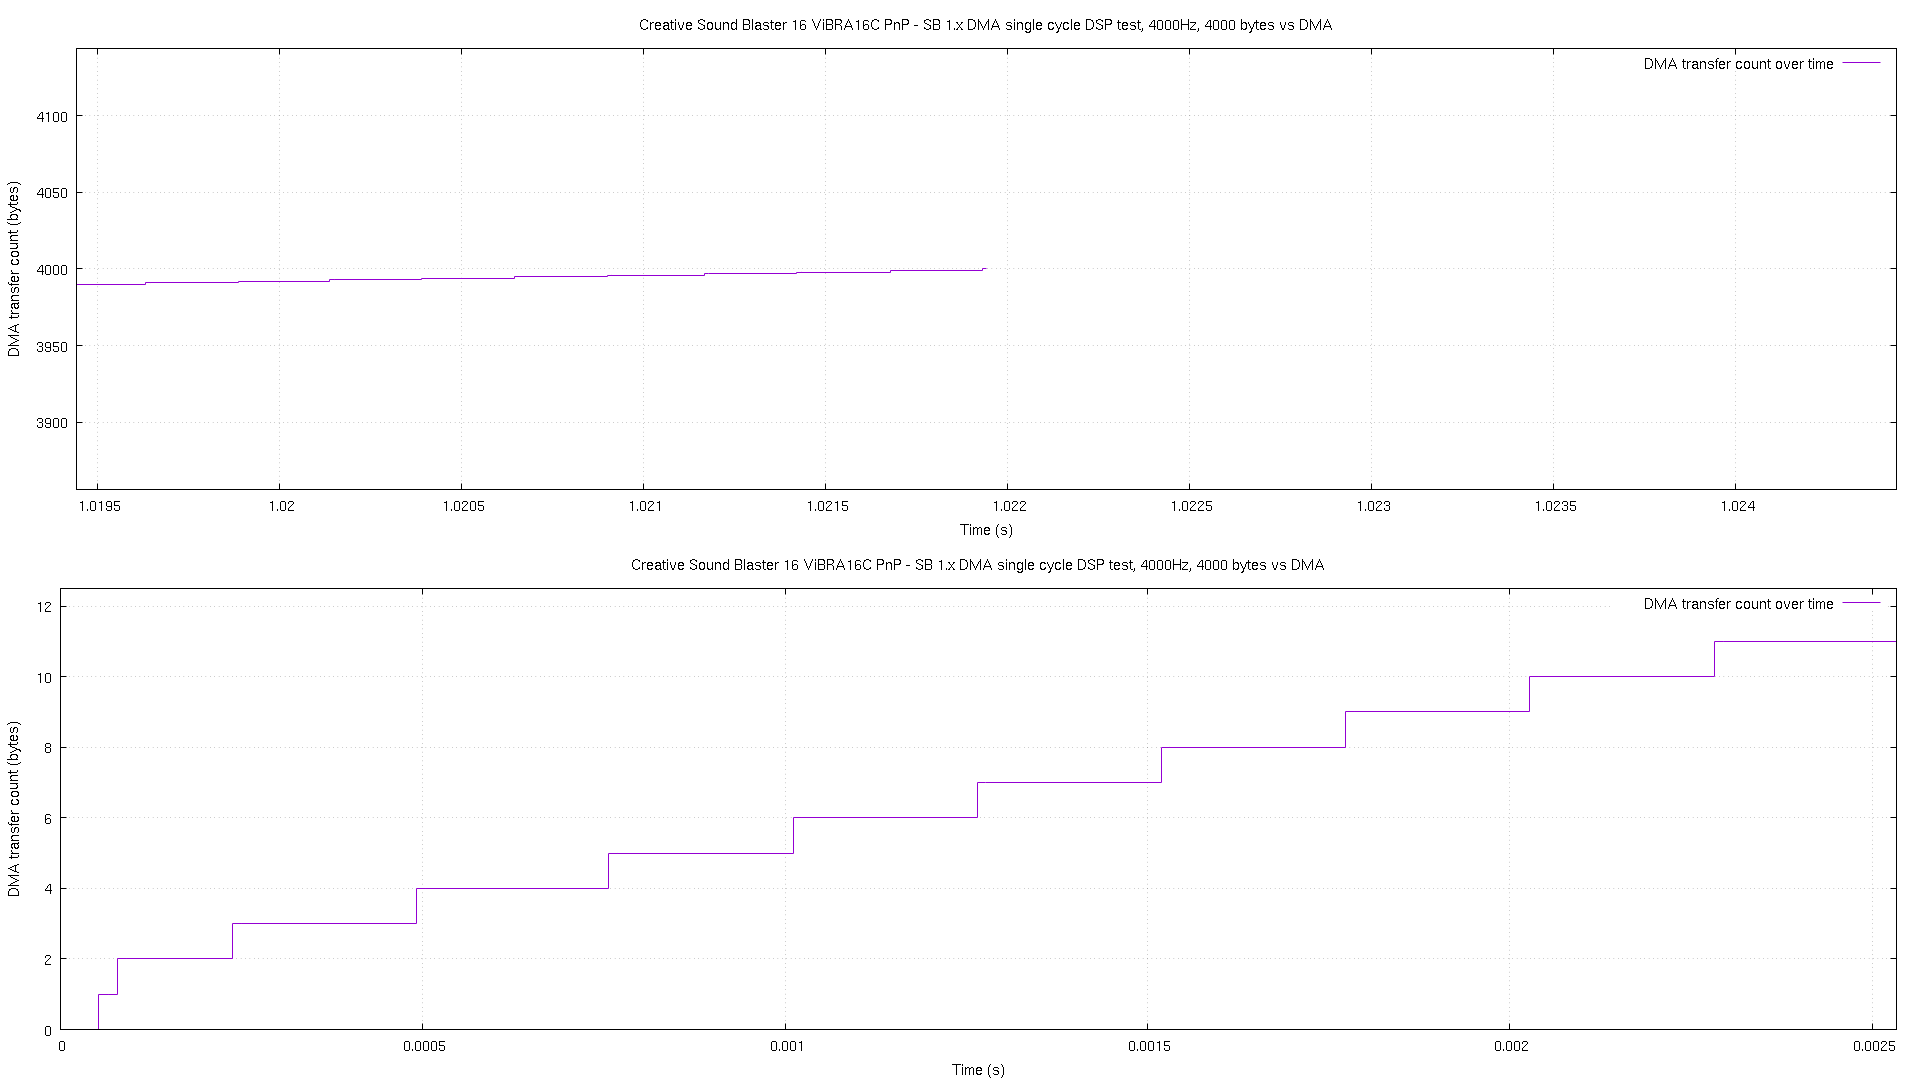 Creative Sound Blaster 16 ViBRA16C PnP - SB 1.x DMA single cycle DSP test, 4000Hz, 4000 bytes vs DMA
DMA transfer count over time
4100
4050
4000
3950
3900
DMA transfer count (bytes)
1.0195 1.02 1.0205 1.021 1.0215 1.022 1.0225 1.023 1.0235 1.024
Time (s)
Creative Sound Blaster 16 ViBRA16C PnP - SB 1.x DMA single cycle DSP test, 4000Hz, 4000 bytes vs DMA
DMA transfer count over time
12
10
8
6
4
2
0
DMA transfer count (bytes)
0 0.0005 0.001 0.0015 0.002 0.0025
Time (s)